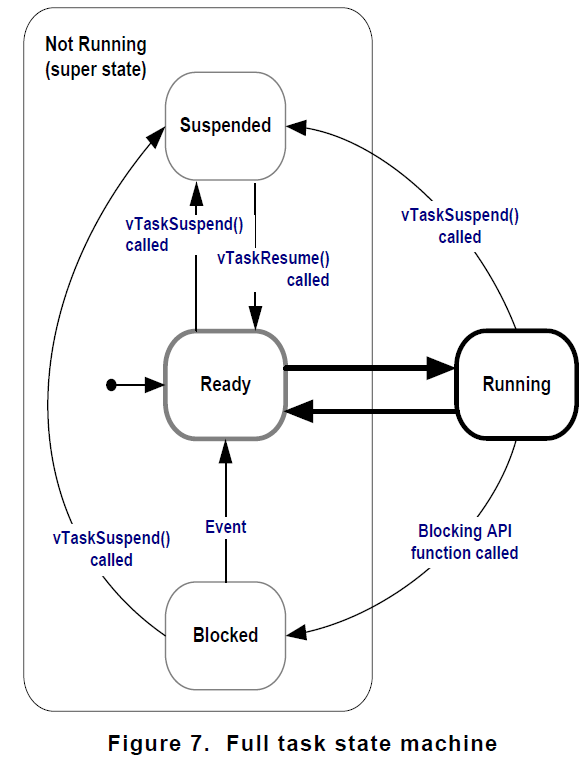 Not Running
(super state)
Suspended
vTaskSuspend()
called
vTaskResume()
called
vTaskSuspend()
called
Ready
Running
Event
vTaskSuspend()
called
Blocking API
function called
Blocked
Figure 7. Full task state machine